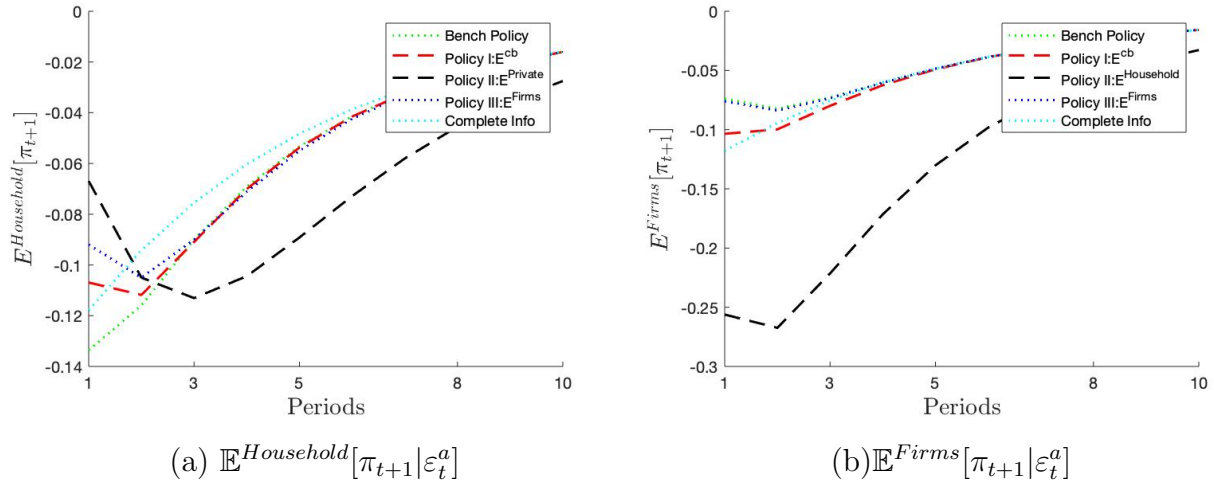 0
-0.02
-0.04
-0.06
-0.08
-0.1
-0.12
-0.14
E^{Household}[π_{t+1}]
Bench Policy
Policy I:E^{cb}
Policy II:E^{Private}
Policy III:E^{Firms}
Complete Info
1 3 5 8 10
Periods
(a) 𝔼^{Household}[π_{t+1}|ε_t^a]
0
-0.05
-0.1
-0.15
-0.2
-0.25
-0.3
E^{Firms}[π_{t+1}]
Bench Policy
Policy I:E^{cb}
Policy II:E^{Household}
Policy III:E^{Firms}
Complete Info
1 3 5 8 10
Periods
(b)𝔼^{Firms}[π_{t+1}|ε_t^a]